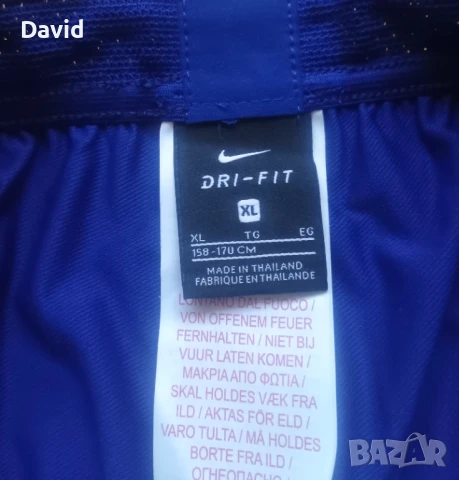 David
DRI-FIT
XL
XL TG EG
158-170 CM
MADE IN THAILAND
FABRIQUE EN THAILANDE
LONTANO DAL FUOCO /
VON OFFENEM FEUER
FERNHALTEN / NIET BIJ
VUUR LATEN KOMEN /
ΜΑΚΡΙΑ ΑΠΟ ΦΩΤΙΑ /
SKAL HOLDES VÆK FRA
ILD / AKTAS FÖR ELD /
VARO TULTA / MÅ HOLDES
BORTE FRA ILD /
ОГНЕОПАСНО /
BAZAR